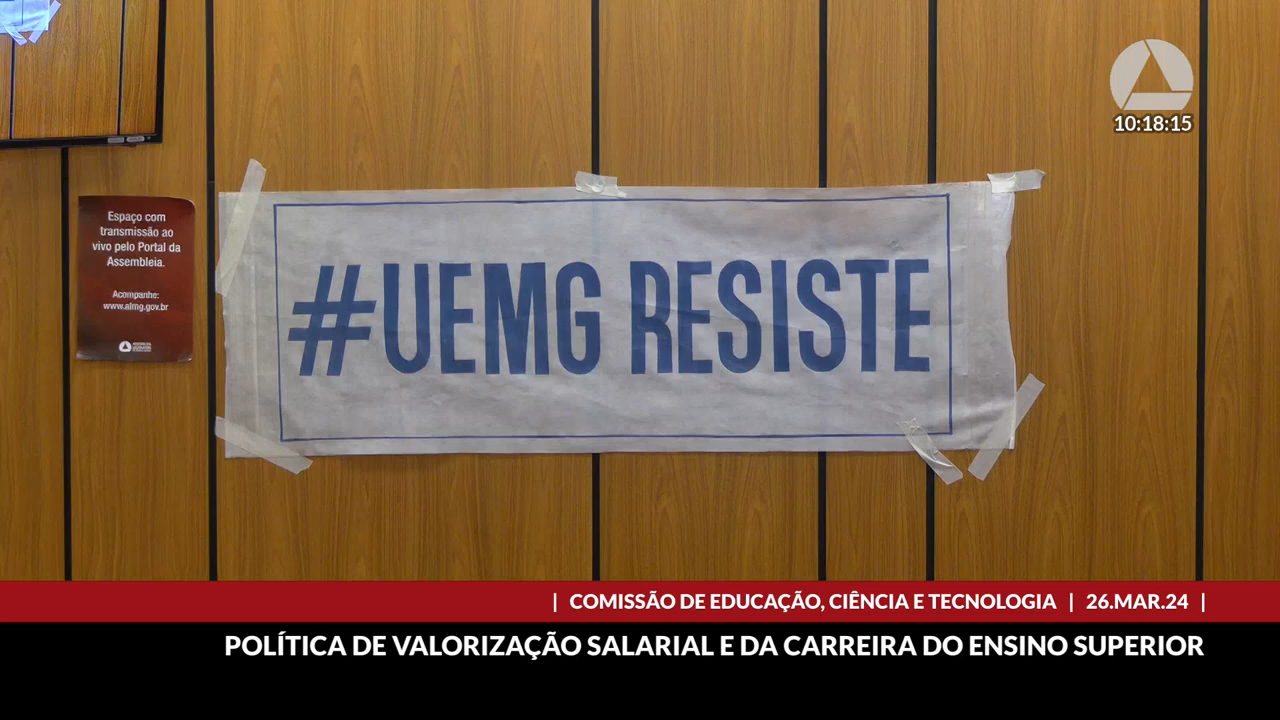 10:18:15
Espaço com
transmissão ao
vivo pelo Portal da
Assembleia.
Acompanhe:
www.almg.gov.br
#UEMG RESISTE
| COMISSÃO DE EDUCAÇÃO, CIÊNCIA E TECNOLOGIA | 26.MAR.24 |
POLÍTICA DE VALORIZAÇÃO SALARIAL E DA CARREIRA DO ENSINO SUPERIOR